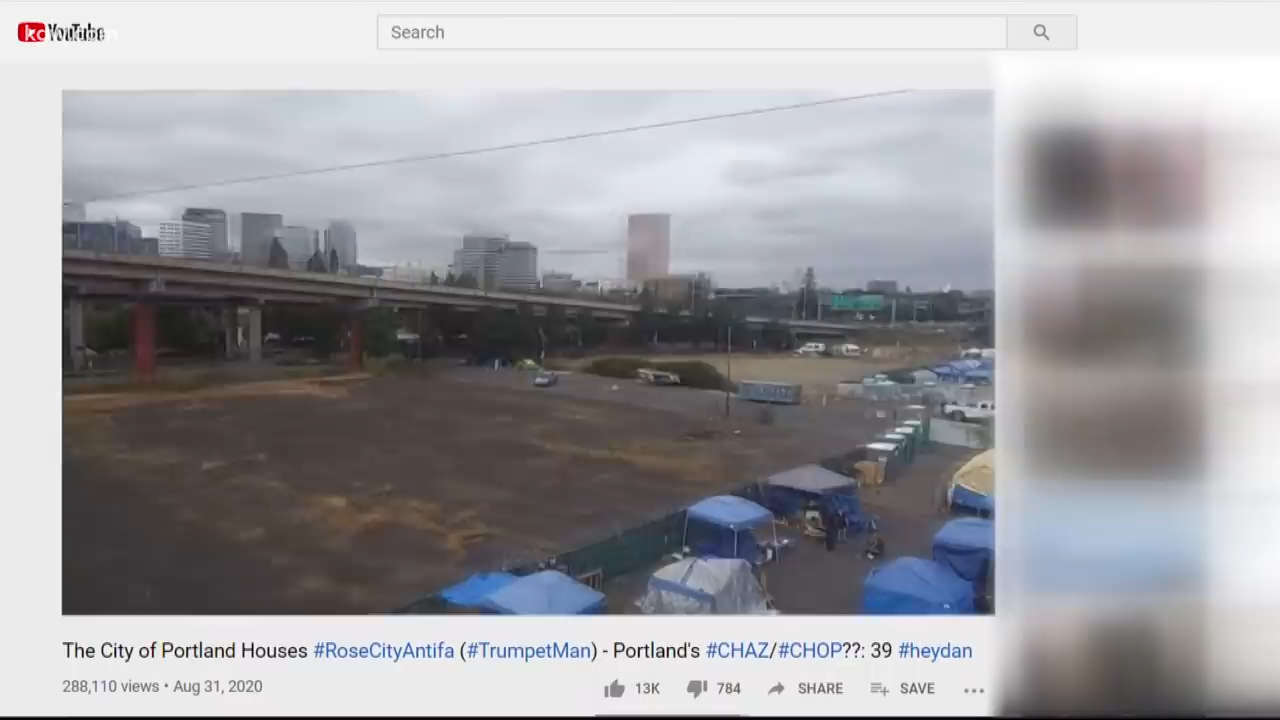 YouTube
Search
The City of Portland Houses #RoseCityAntifa (#TrumpetMan) - Portland's #CHAZ/#CHOP??: 39 #heydan
288,110 views • Aug 31, 2020
13K
784
SHARE
SAVE